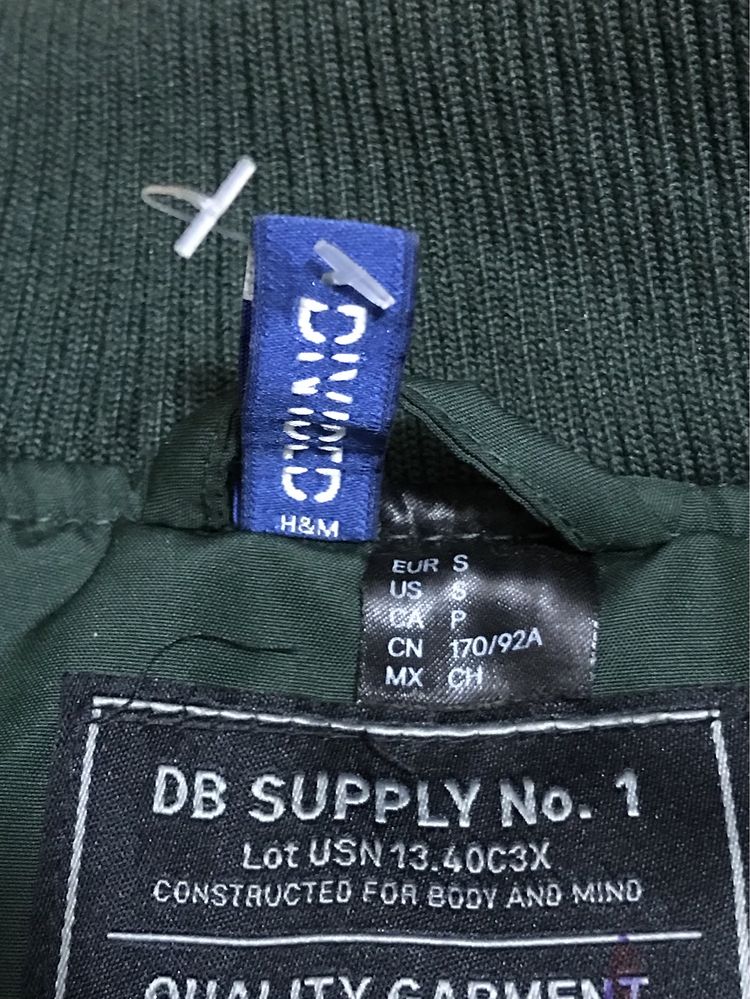 DIVIDED
H&M
EUR S
US S
CA P
CN 170/92A
MX CH
DB SUPPLY No. 1
Lot USN 13.40C3X
CONSTRUCTED FOR BODY AND MIND
QUALITY GARMENT